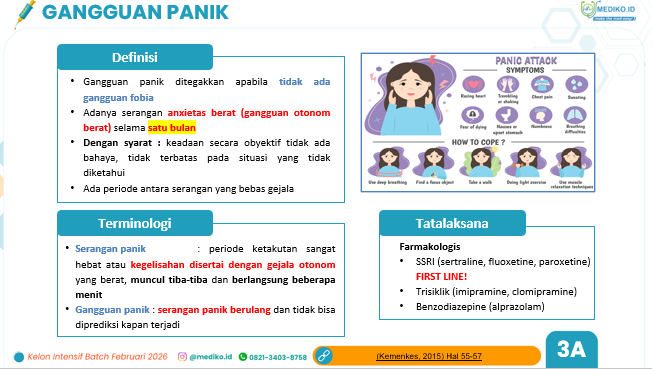 GANGGUAN PANIK
MEDIKO.ID
Definisi
• Gangguan panik ditegakkan apabila tidak ada
gangguan fobia
• Adanya serangan anxietas berat (gangguan otonom
berat) selama satu bulan
• Dengan syarat : keadaan secara obyektif tidak ada
bahaya, tidak terbatas pada situasi yang tidak
diketahui
• Ada periode antara serangan yang bebas gejala
PANIC ATTACK
SYMPTOMS
Racing heart
Trembling
or shaking
Chest pain
Sweating
Fear of dying
Nausea or
upset stomach
Numbness
Breathing
difficulties
HOW TO COPE ?
Use deep breathing
Find a focus object
Take a walk
Doing light exercise
Use muscle
relaxation techniques
Terminologi
• Serangan panik : periode ketakutan sangat
hebat atau kegelisahan disertai dengan gejala otonom
yang berat, muncul tiba-tiba dan berlangsung beberapa
menit
• Gangguan panik : serangan panik berulang dan tidak bisa
diprediksi kapan terjadi
Tatalaksana
Farmakologis
• SSRI (sertraline, fluoxetine, paroxetine)
FIRST LINE!
• Trisiklik (imipramine, clomipramine)
• Benzodiazepine (alprazolam)
Kelon Intensif Batch Februari 2026
@mediko.id
0821-3403-8758
(Kemenkes, 2015) Hal 55-57
3A